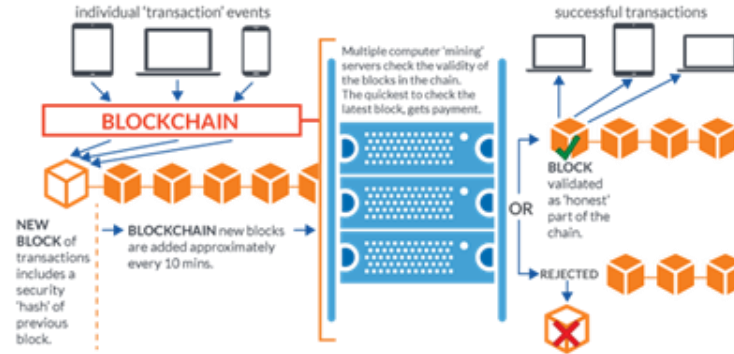 individual 'transaction' events
BLOCKCHAIN
NEW
BLOCK of
transactions
includes a
security
'hash' of
previous
block.
BLOCKCHAIN new blocks
are added approximately
every 10 mins.
Multiple computer 'mining'
servers check the validity of
the blocks in the chain.
The quickest to check the
latest block, gets payment.
OR
successful transactions
BLOCK
validated
as 'honest'
part of the
chain.
REJECTED